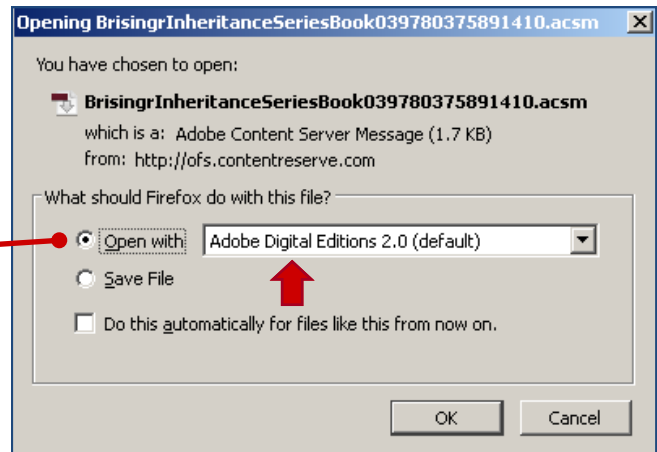 Opening BrisingrInheritanceSeriesBook039780375891410.acsm
You have chosen to open:
BrisingrInheritanceSeriesBook039780375891410.acsm
which is a: Adobe Content Server Message (1.7 KB)
from: http://ofs.contentreserve.com
What should Firefox do with this file?
Open with Adobe Digital Editions 2.0 (default)
Save File
Do this automatically for files like this from now on.
OK Cancel